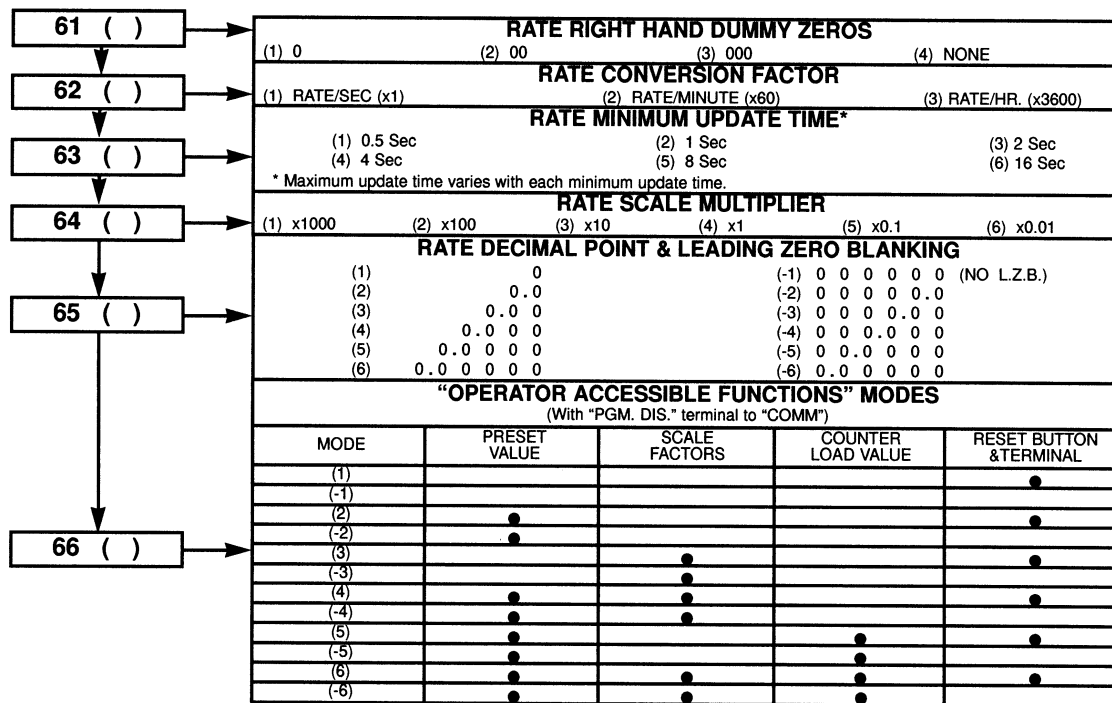 61 ( )
RATE RIGHT HAND DUMMY ZEROS
(1) 0 (2) 00 (3) 000 (4) NONE
62 ( )
RATE CONVERSION FACTOR
(1) RATE/SEC (x1) (2) RATE/MINUTE (x60) (3) RATE/HR. (x3600)
63 ( )
RATE MINIMUM UPDATE TIME*
(1) 0.5 Sec (2) 1 Sec (3) 2 Sec
(4) 4 Sec (5) 8 Sec (6) 16 Sec
* Maximum update time varies with each minimum update time.
64 ( )
RATE SCALE MULTIPLIER
(1) x1000 (2) x100 (3) x10 (4) x1 (5) x0.1 (6) x0.01
65 ( )
RATE DECIMAL POINT & LEADING ZERO BLANKING
(1) 0 (-1) 0 0 0 0 0 0 (NO L.Z.B.)
(2) 0.0 (-2) 0 0 0 0 0.0
(3) 0.0 0 (-3) 0 0 0 0.0 0
(4) 0.0 0 0 (-4) 0 0 0.0 0 0
(5) 0.0 0 0 0 (-5) 0 0.0 0 0 0
(6) 0.0 0 0 0 0 (-6) 0.0 0 0 0 0
66 ( )
"OPERATOR ACCESSIBLE FUNCTIONS" MODES
(With "PGM. DIS." terminal to "COMM")
MODE PRESET VALUE SCALE FACTORS COUNTER LOAD VALUE RESET BUTTON &TERMINAL
(1) ●
(-1)
(2) ● ●
(-2) ●
(3) ● ●
(-3) ●
(4) ● ● ●
(-4) ● ●
(5) ● ● ●
(-5) ● ●
(6) ● ● ● ●
(-6) ● ● ●